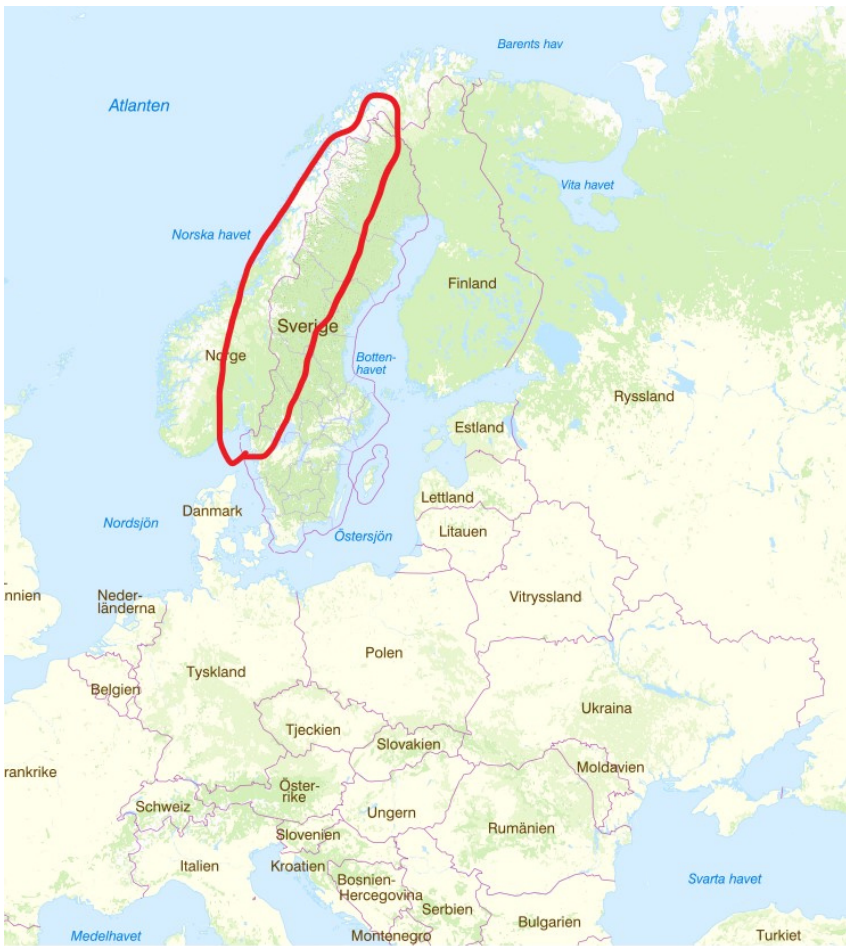 Barents hav
Atlanten
Vita havet
Norska havet
Finland
Sverige
Norge
Botten-
havet
Ryssland
Estland
Lettland
Danmark
Nordsjön
Östersjön
Litauen
nnien
Neder-
länderna
Vitryssland
Polen
Tyskland
Belgien
Ukraina
Tjeckien
Slovakien
Moldavien
rankrike
Öster-
rike
Schweiz
Ungern
Rumänien
Slovenien
Italien
Kroatien
Bosnien-
Hercegovina
Svarta havet
Serbien
Bulgarien
Medelhavet
Montenegro
Turkiet